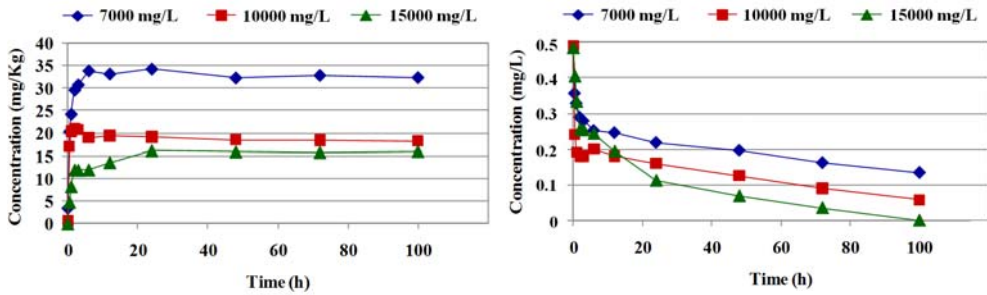 7000 mg/L 10000 mg/L 15000 mg/L
Concentration (mg/Kg)
40
35
30
25
20
15
10
5
0
0 20 40 60 80 100
Time (h)
7000 mg/L 10000 mg/L 15000 mg/L
Concentration (mg/L)
0.5
0.4
0.3
0.2
0.1
0
0 20 40 60 80 100
Time (h)